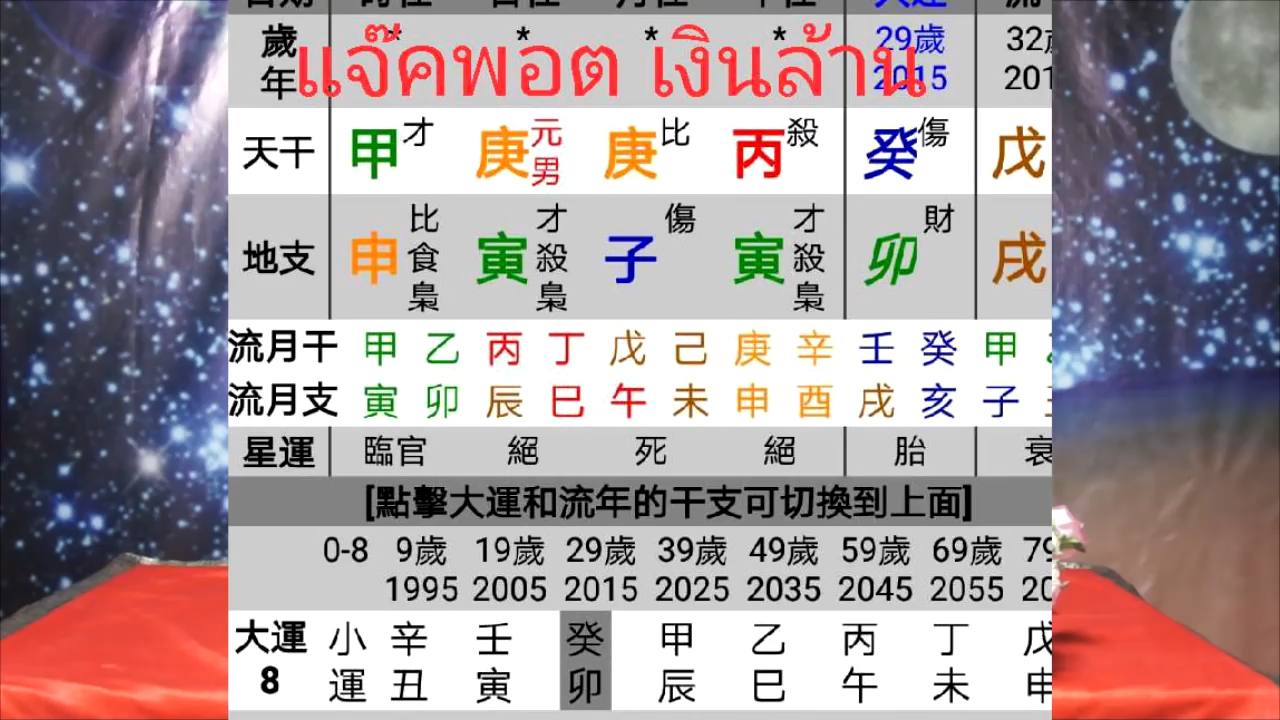 歲 * * * * 29歲 32歲
แจ๊คพอต เงินล้าน
年 2015 201
天干 甲 才 庚 元男 庚 比 丙 殺 癸 傷 戊
地支 申 比食梟 寅 才殺梟 子 傷 寅 才殺梟 卯 財 戌
流月干 甲 乙 丙 丁 戊 己 庚 辛 壬 癸 甲
流月支 寅 卯 辰 巳 午 未 申 酉 戌 亥 子
星運 臨官 絕 死 絕 胎 衰
[點擊大運和流年的干支可切換到上面]
0-8 9歲 19歲 29歲 39歲 49歲 59歲 69歲 79
1995 2005 2015 2025 2035 2045 2055 20
大運 小 辛 壬 癸 甲 乙 丙 丁 戊
8 運 丑 寅 卯 辰 巳 午 未 申